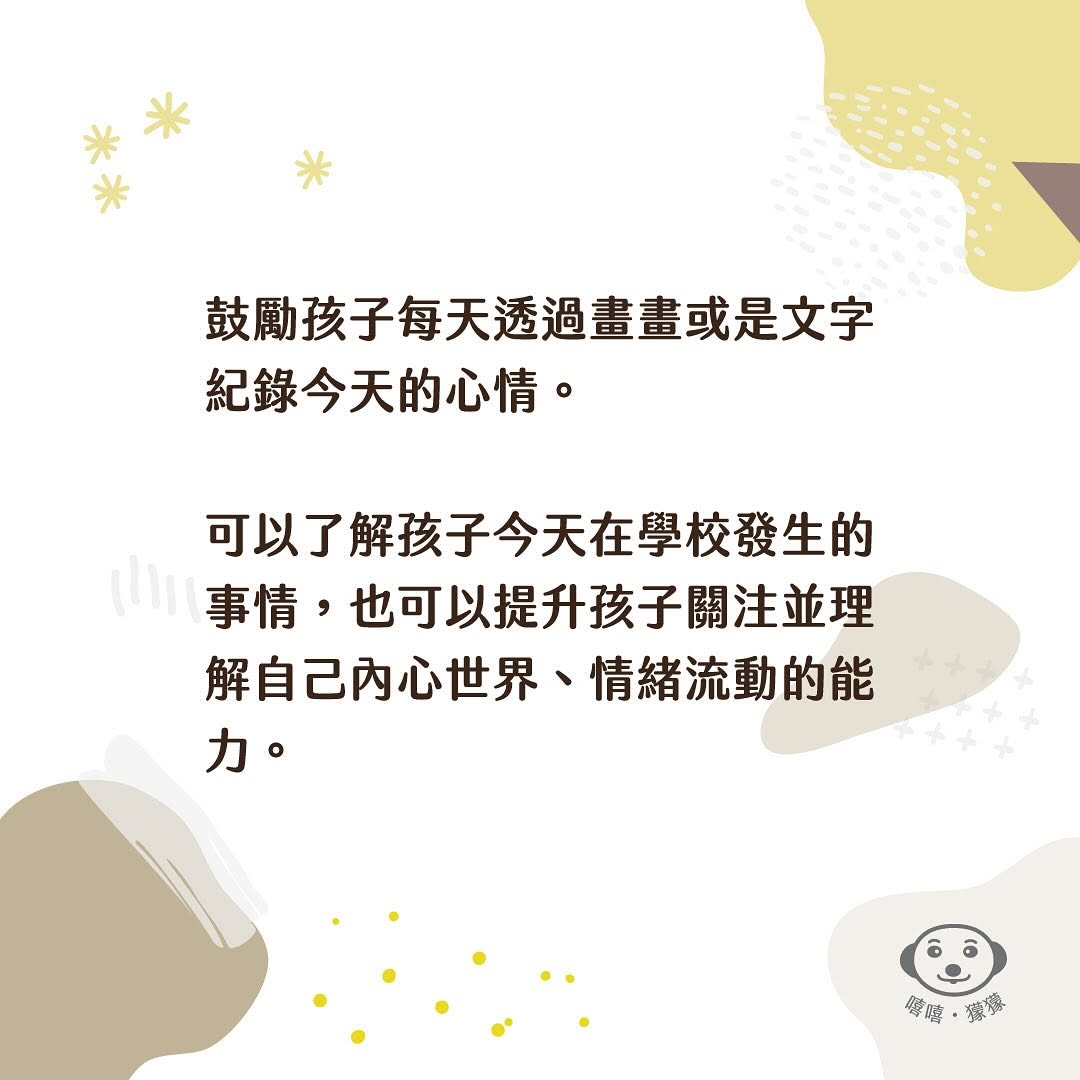 鼓勵孩子每天透過畫畫或是文字
紀錄今天的心情。
可以了解孩子今天在學校發生的
事情，也可以提升孩子關注並理
解自己內心世界、情緒流動的能
力。
嘻嘻・獴獴